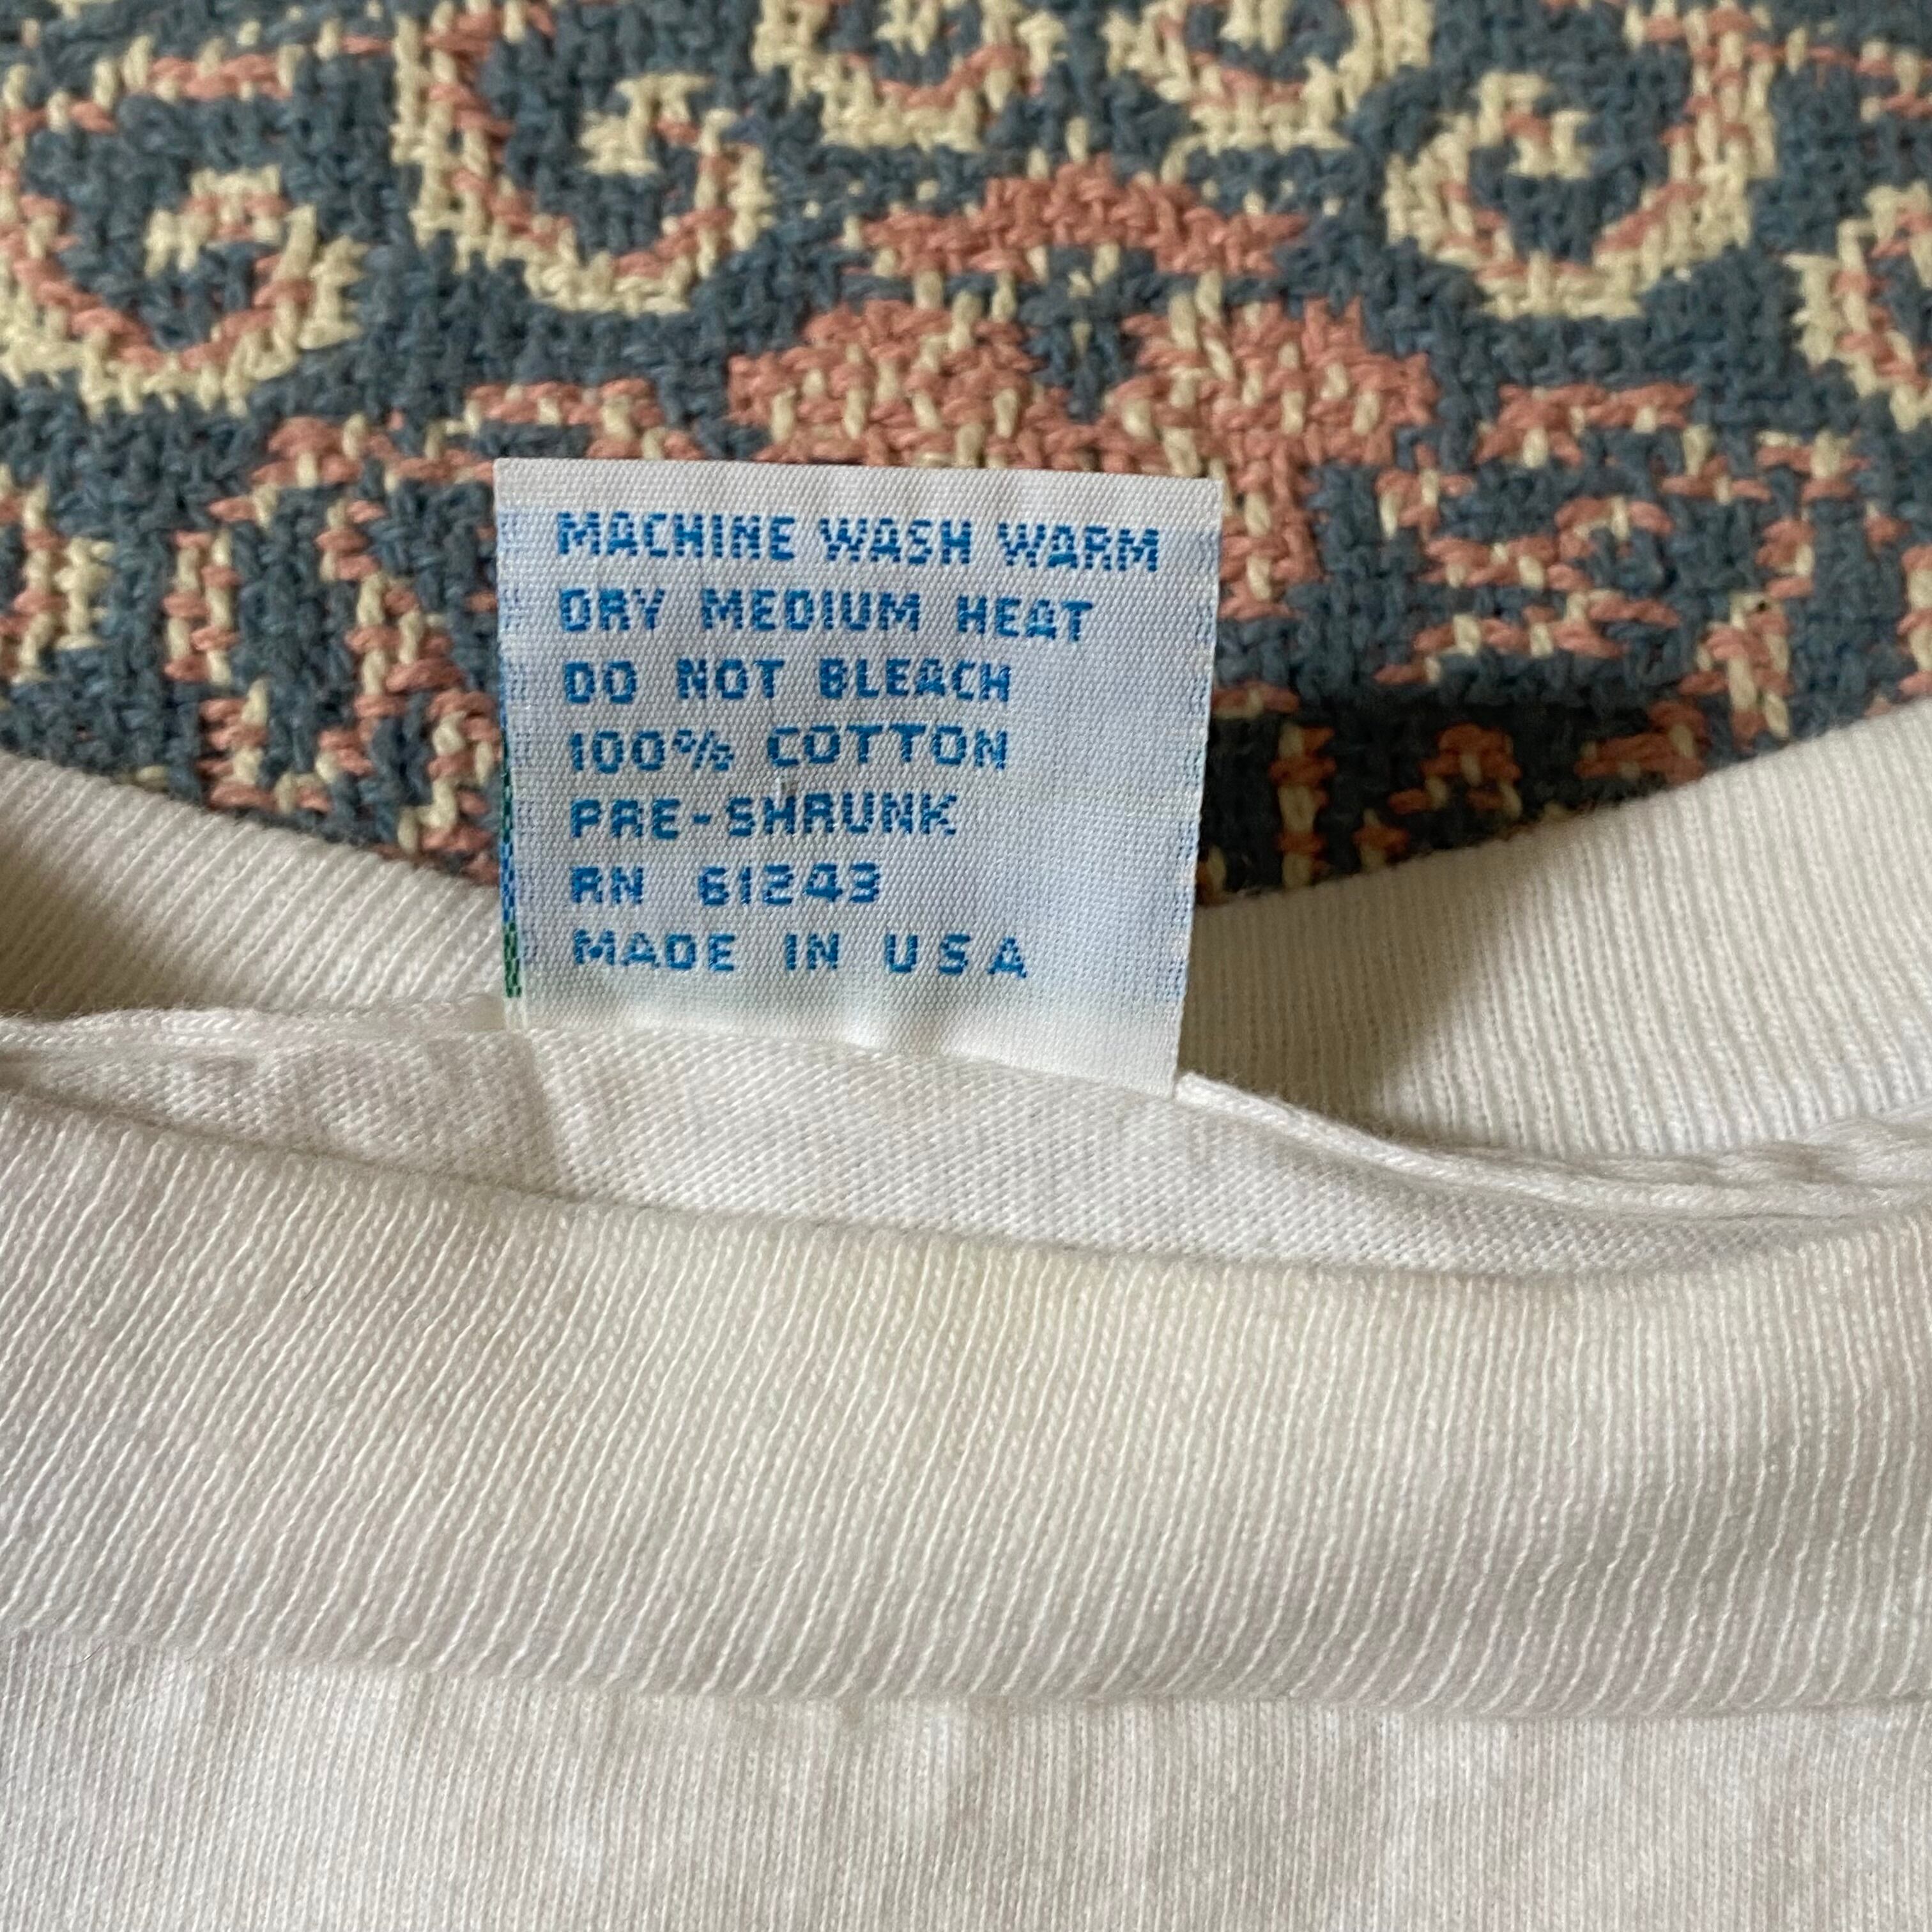 MACHINE WASH WARM
DRY MEDIUM HEAT
DO NOT BLEACH
100% COTTON
PRE-SHRUNK
RN 61243
MADE IN USA